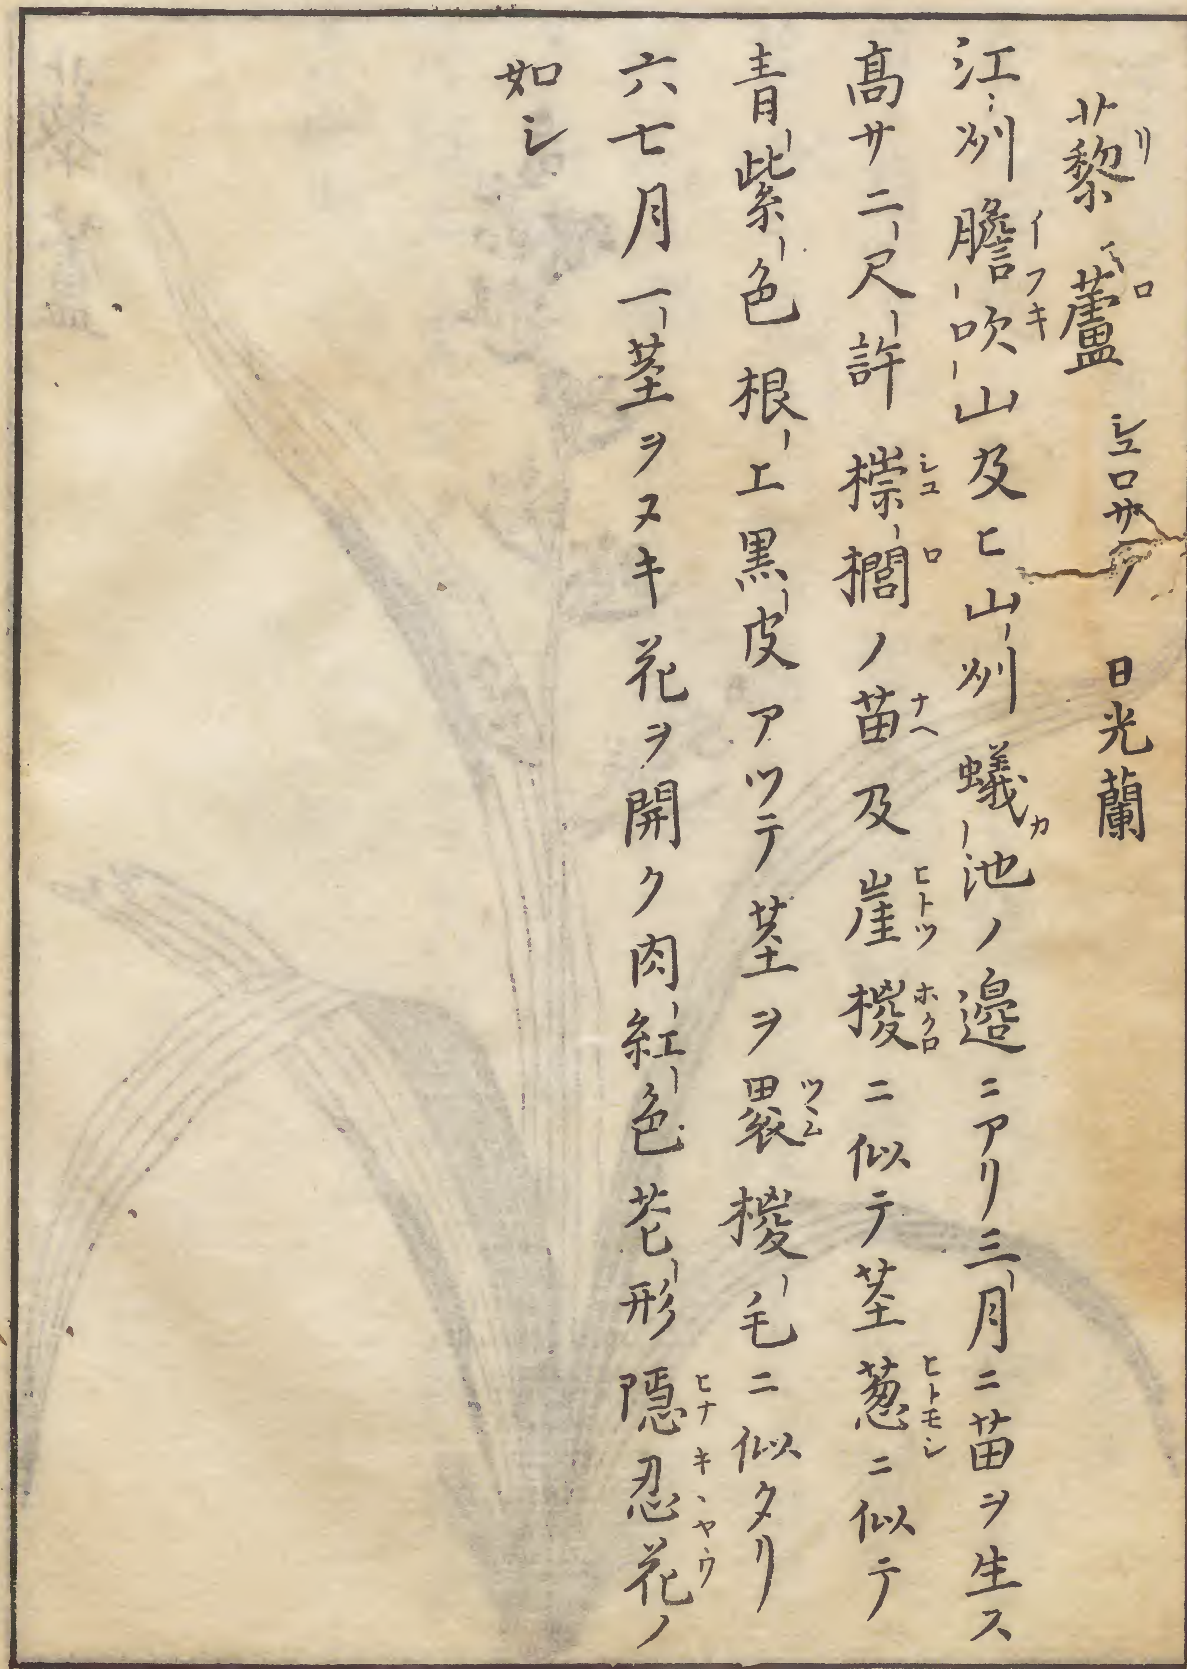 藜蘆 シュロサウ 日光蘭
江州膽吹山及ヒ山州蟻池ノ邊ニアリ三月ニ苗ヲ生ス
高サ二尺許椶櫚ノ苗及崖椶ニ似テ茎葱ニ似テ
青紫色根上黒皮アツテ茎ヲ裹椶毛ニ似タリ
六七月一茎ヲヌキ花ヲ開ク肉紅色花形隠忍花ノ
如シ